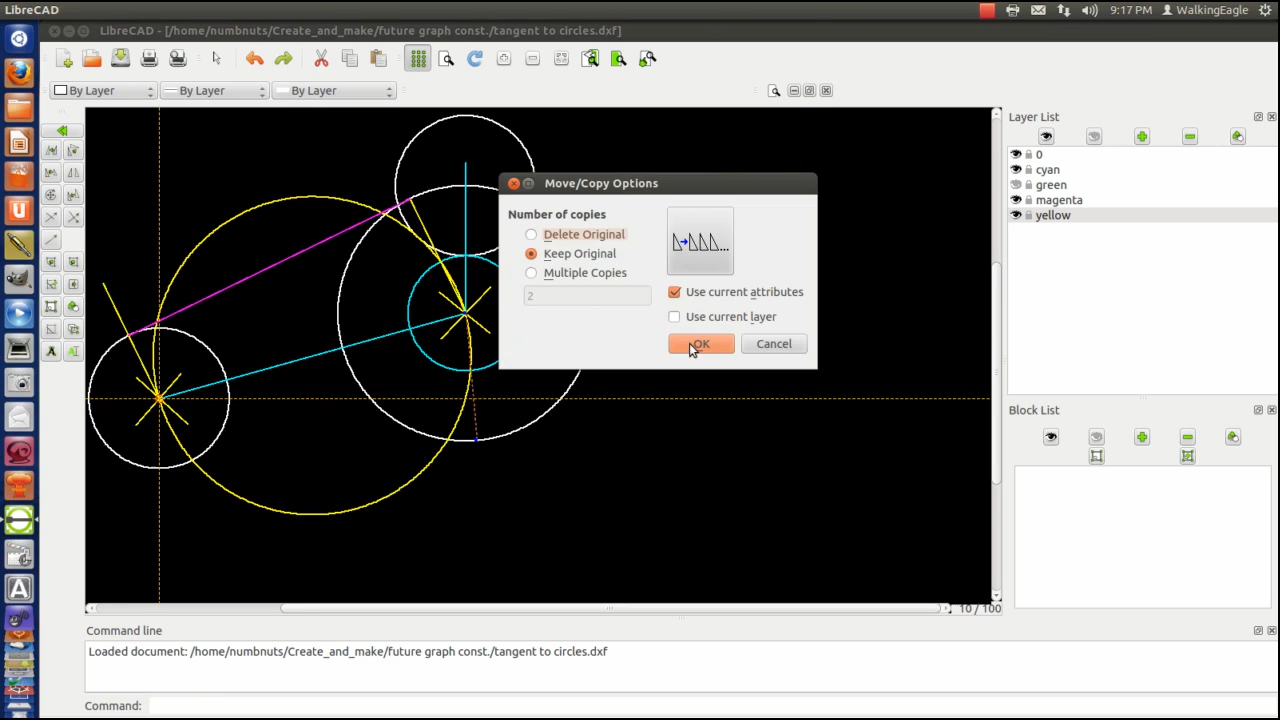 LibreCAD
9:17 PM
WalkingEagle
LibreCAD - [/home/numbnuts/Create_and_make/future graph const./tangent to circles.dxf]
By Layer
By Layer
By Layer
Layer List
0
cyan
green
magenta
yellow
Move/Copy Options
Number of copies
Delete Original
Keep Original
Multiple Copies
2
Use current attributes
Use current layer
OK
Cancel
Block List
10 / 100
Command line
Loaded document: /home/numbnuts/Create_and_make/future graph const./tangent to circles.dxf
Command: